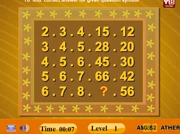 2 . 3 . 4 . 15 . 12
3 . 4 . 5 . 28 . 20
4 . 5 . 6 . 45 . 30
5 . 6 . 7 . 66 . 42
6 . 7 . 8 . ? . 56
Time 00:07 Level 1